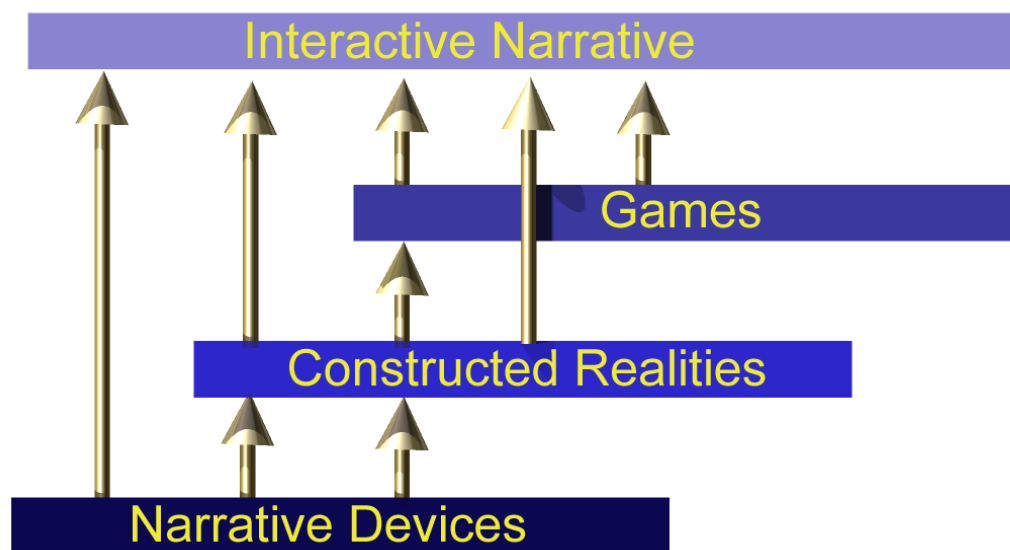 Interactive Narrative
Games
Constructed Realities
Narrative Devices